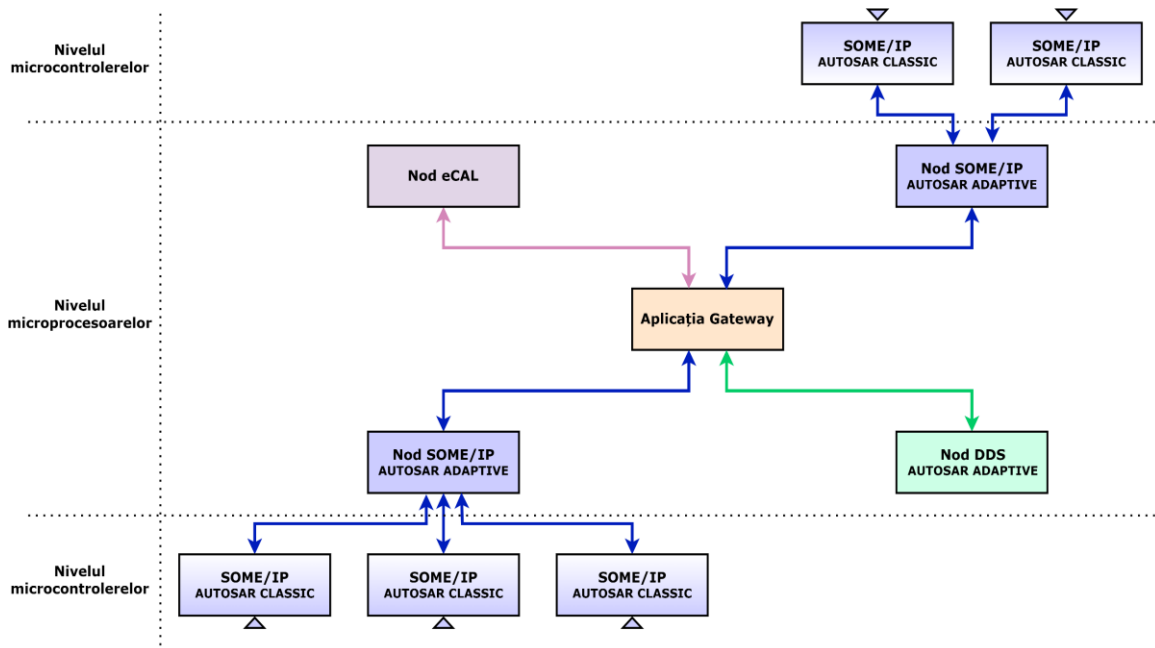 Nivelul
microcontrolerelor
SOME/IP
AUTOSAR CLASSIC
SOME/IP
AUTOSAR CLASSIC
Nod eCAL
Nod SOME/IP
AUTOSAR ADAPTIVE
Nivelul
microprocesoarelor
Aplicația Gateway
Nod SOME/IP
AUTOSAR ADAPTIVE
Nod DDS
AUTOSAR ADAPTIVE
Nivelul
microcontrolerelor
SOME/IP
AUTOSAR CLASSIC
SOME/IP
AUTOSAR CLASSIC
SOME/IP
AUTOSAR CLASSIC